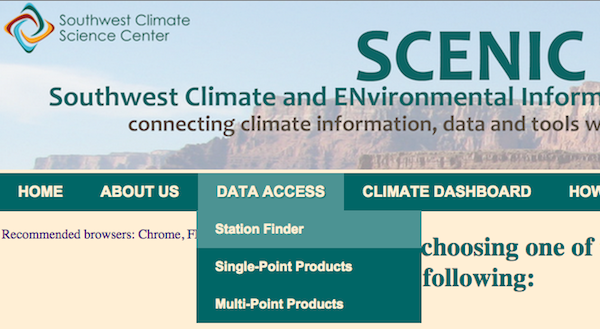 Southwest Climate
Science Center
SCENIC
Southwest Climate and ENvironmental Inform
connecting climate information, data and tools w
HOME ABOUT US DATA ACCESS CLIMATE DASHBOARD HOW
Station Finder
Single-Point Products
Multi-Point Products
Recommended browsers: Chrome,
choosing one of
following: